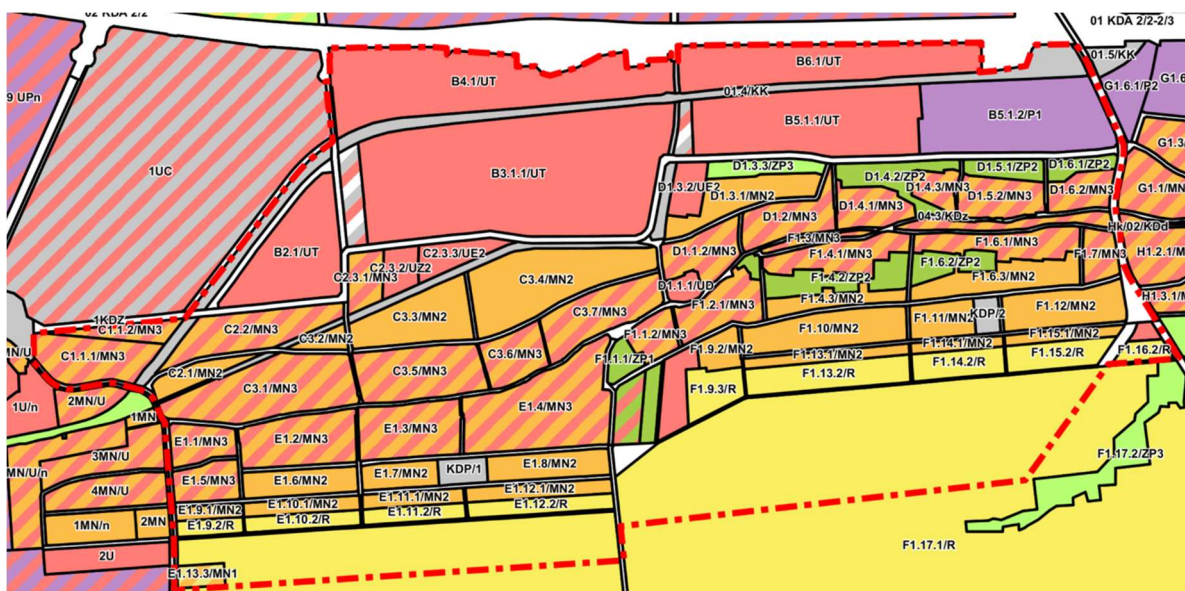 02 KDA 2/2
01 KDA 2/2-2/3
B6.1/UT
01.5/KK
B4.1/UT
G1.6.1/P2
G1.6
9 UPn
01.4/KK
B5.1.1/UT
B5.1.2/P1
G1.3/
1UC
B3.1.1/UT
D1.3.3/ZP3
D1.5.1/ZP2
D1.6.1/ZP2
D1.4.2/ZP2
D1.3.2/UE2
D1.3.1/MN2
D1.4.3/MN3
D1.5.2/MN3
D1.6.2/MN3
G1.1/MN
D1.4.1/MN3
D1.2/MN3
04.3/KDz
Hk/02/KDd
B2.1/UT
C2.3.3/UE2
D1.1.2/MN3
F1.3/MN3
F1.6.1/MN3
F1.7/MN3
H1.2.1/M
F1.4.1/MN3
F1.6.2/ZP2
C2.3.2/UZ2
C2.3.1/MN3
C3.4/MN2
D1.1.1/UD
F1.4.2/ZP2
F1.6.3/MN2
F1.4.3/MN2
F1.2.1/MN3
H1.3.1/M
F1.12/MN2
1KDZ
C3.3/MN2
C3.7/MN3
F1.11/MN2
KDP/2
C1.1.2/MN3
C2.2/MN3
C3.2/MN2
F1.1.2/MN3
F1.10/MN2
F1.9.2/MN2
F1.14.1/MN2
F1.15.1/MN2
MN/U
C1.1.1/MN3
C3.6/MN3
F1.1.1/ZP1
F1.13.1/MN2
F1.14.2/R
F1.15.2/R
F1.16.2/R
C2.1/MN2
C3.5/MN3
F1.13.2/R
C3.1/MN3
F1.9.3/R
2MN/U
1U/n
1MN
E1.4/MN3
E1.3/MN3
E1.1/MN3
E1.2/MN3
3MN/U
F1.17.2/ZP3
MN/U/n
E1.5/MN3
E1.6/MN2
E1.7/MN2
KDP/1
E1.8/MN2
4MN/U
E1.9.1/MN2
E1.10.1/MN2
E1.11.1/MN2
E1.12.1/MN2
1MN/n
2MN
E1.9.2/R
E1.10.2/R
E1.11.2/R
E1.12.2/R
F1.17.1/R
2U
E1.13.3/MN1